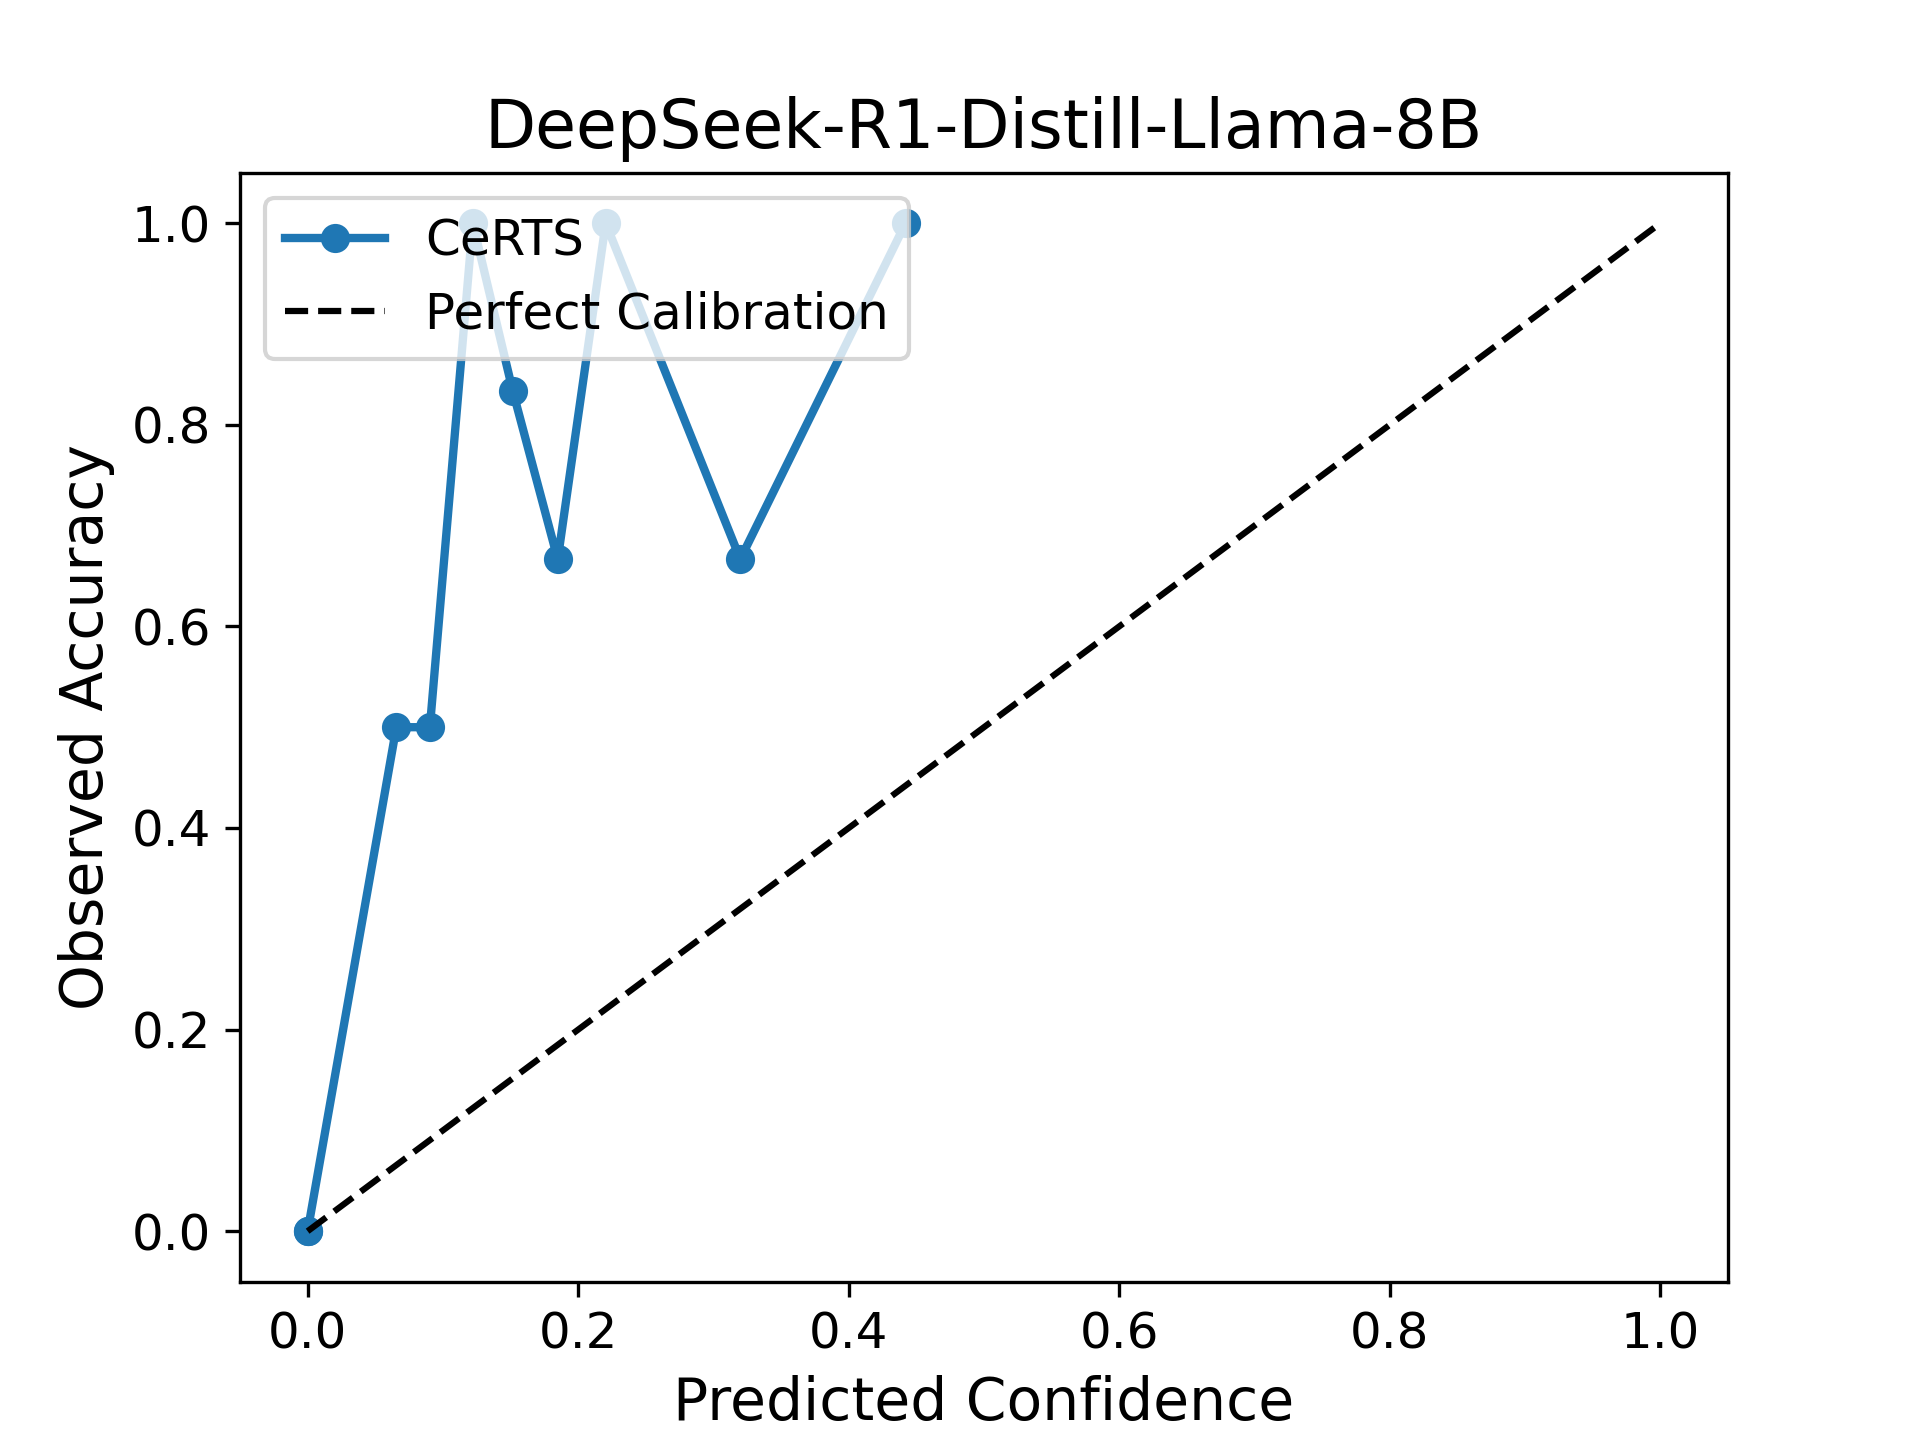 DeepSeek-R1-Distill-Llama-8B
CeRTS
Perfect Calibration
Observed Accuracy
1.0
0.8
0.6
0.4
0.2
0.0
0.0 0.2 0.4 0.6 0.8 1.0
Predicted Confidence